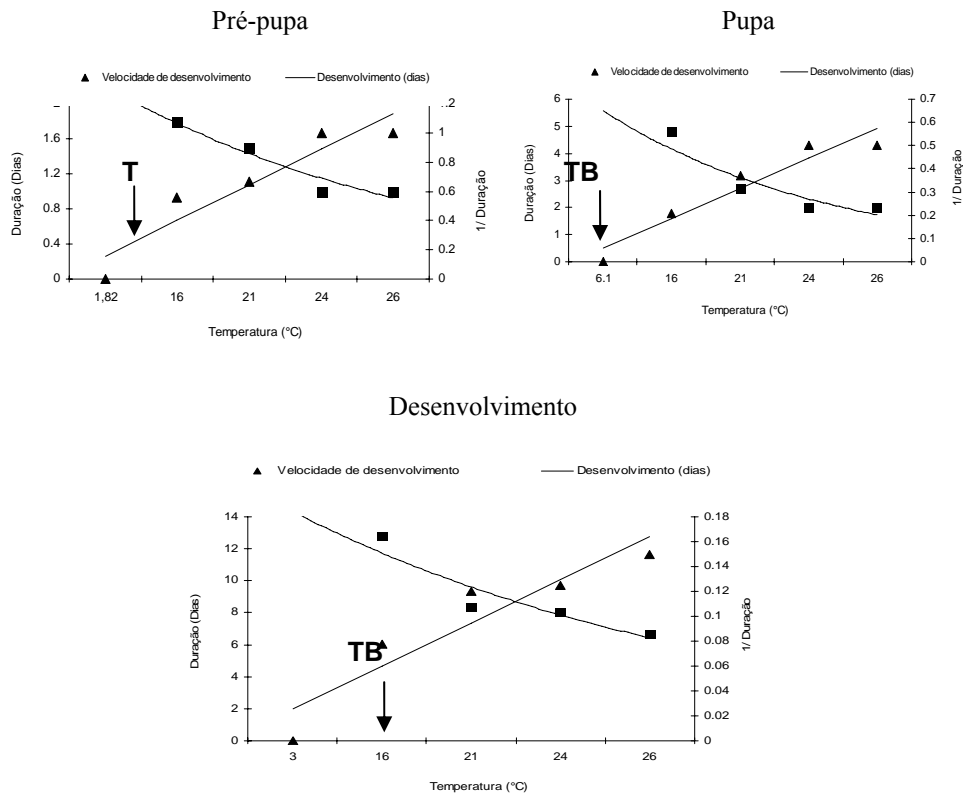 Pré-pupa
Velocidade de desenvolvimento
Desenvolvimento (dias)
Duração (Dias)
1.6
1.2
0.8
0.4
0
T
1
0.8
0.6
0.4
0.2
0
1/ Duração
1,82 16 21 24 26
Temperatura (°C)
Pupa
Velocidade de desenvolvimento
Desenvolvimento (dias)
Duração (Dias)
6
5
4
3
2
1
0
TB
0.7
0.6
0.5
0.4
0.3
0.2
0.1
0
1/ Duração
6.1 16 21 24 26
Temperatura (°C)
Desenvolvimento
Velocidade de desenvolvimento
Desenvolvimento (dias)
Duração (Dias)
14
12
10
8
6
4
2
0
TB
0.18
0.16
0.14
0.12
0.1
0.08
0.06
0.04
0.02
0
1/ Duração
3 16 21 24 26
Temperatura (°C)